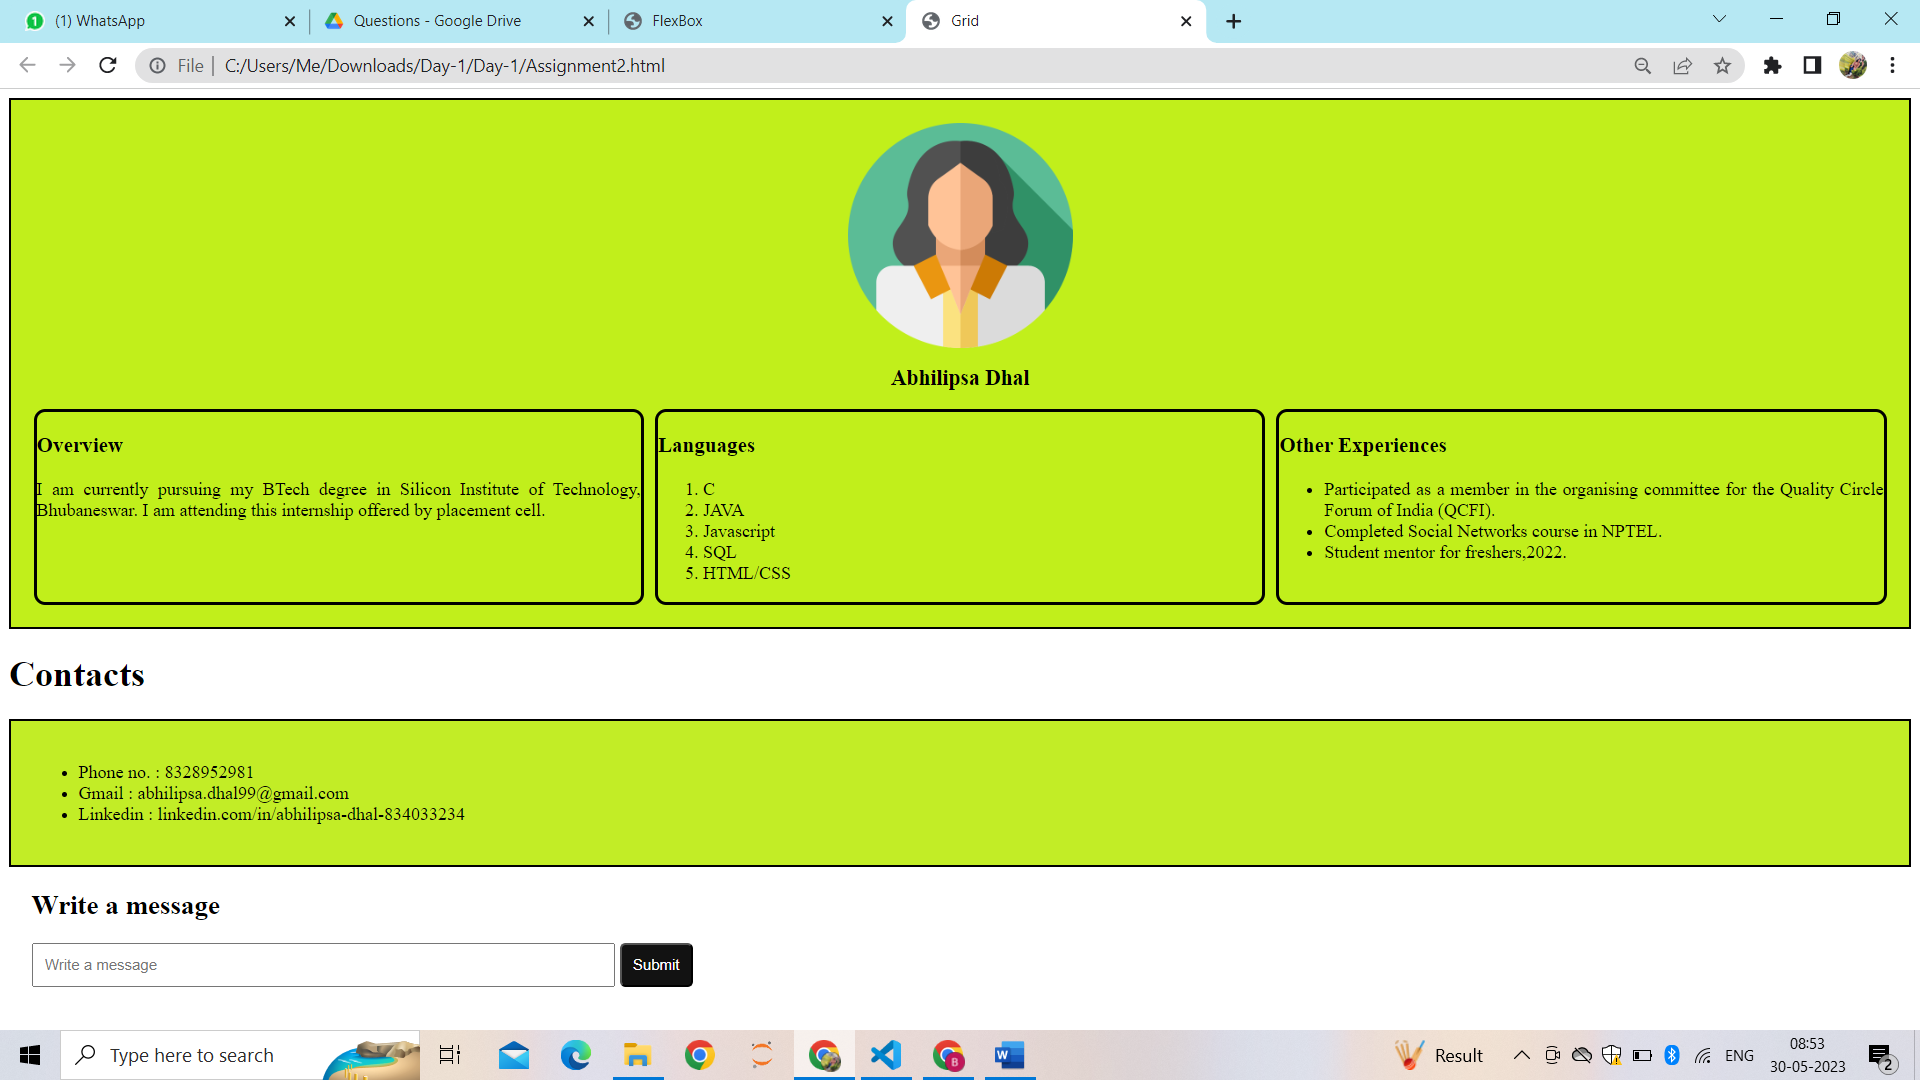 (1) WhatsApp
Questions - Google Drive
FlexBox
Grid
File | C:/Users/Me/Downloads/Day-1/Day-1/Assignment2.html
Abhilipsa Dhal
Overview
I am currently pursuing my BTech degree in Silicon Institute of Technology,
Bhubaneswar. I am attending this internship offered by placement cell.
Languages
1. C
2. JAVA
3. Javascript
4. SQL
5. HTML/CSS
Other Experiences
• Participated as a member in the organising committee for the Quality Circle
Forum of India (QCFI).
• Completed Social Networks course in NPTEL.
• Student mentor for freshers,2022.
Contacts
• Phone no. : 8328952981
• Gmail : abhilipsa.dhal99@gmail.com
• Linkedin : linkedin.com/in/abhilipsa-dhal-834033234
Write a message
Write a message
Submit
Type here to search
Result
ENG
08:53
30-05-2023
2